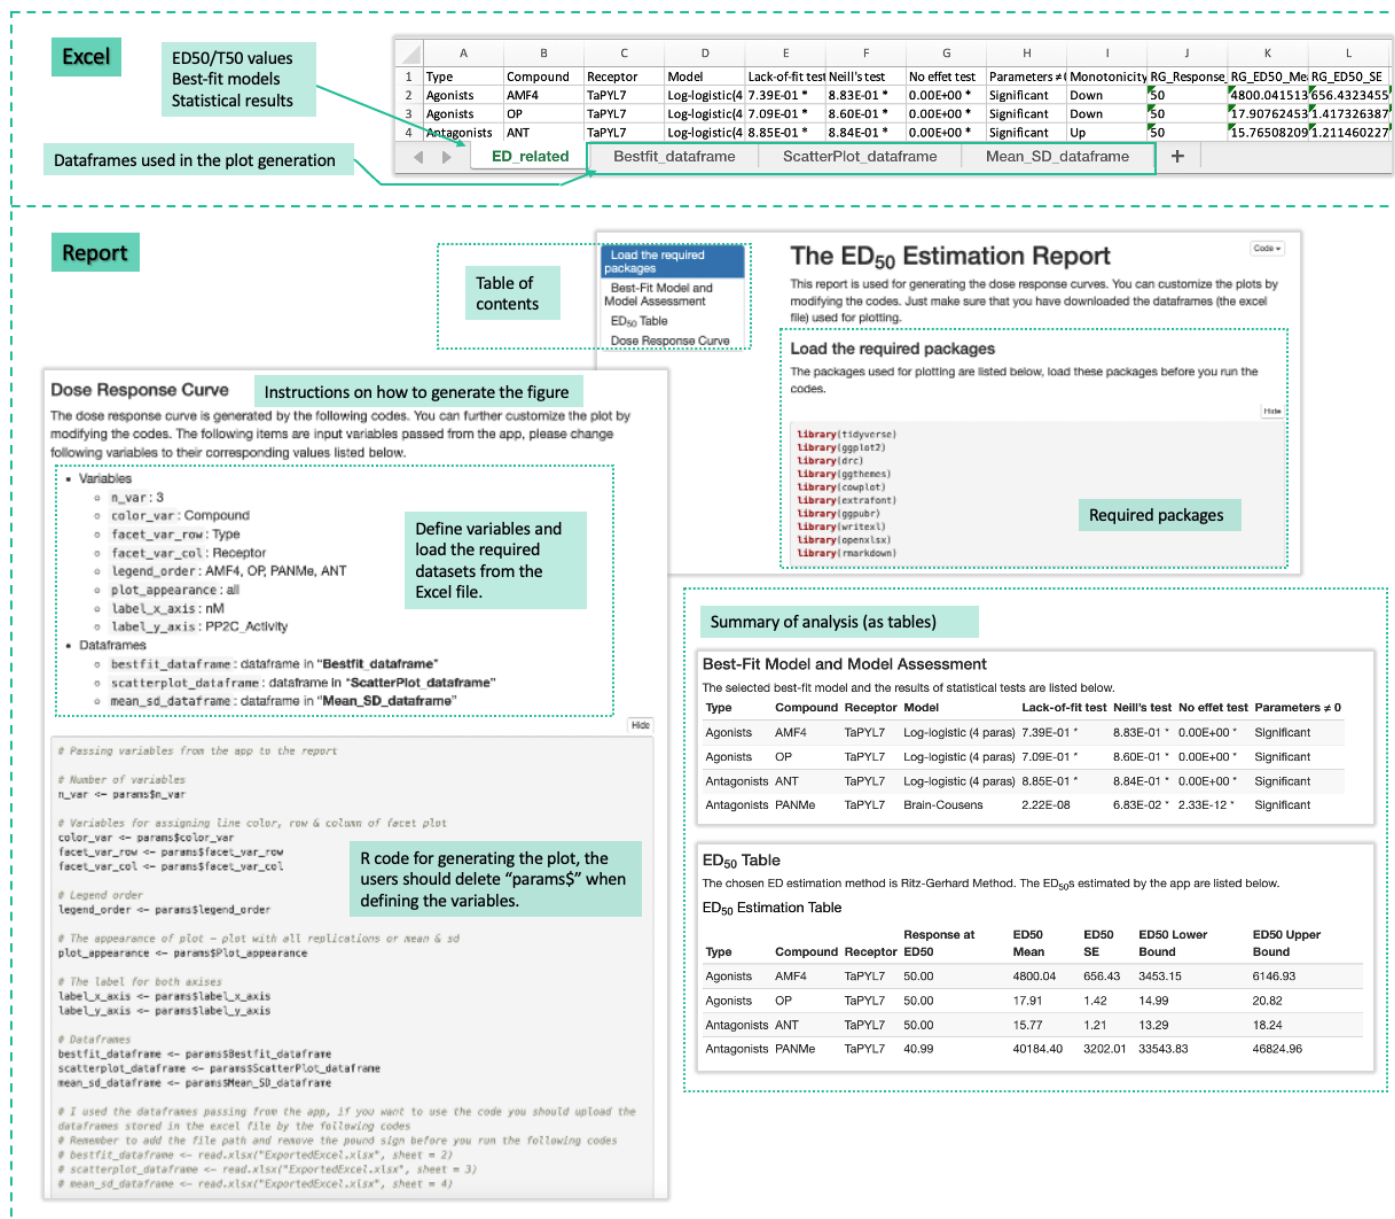 Excel
ED50/T50 values
Best-fit models
Statistical results
Dataframes used in the plot generation
A B C D E F G H I J K L
1 Type Compound Receptor Model Lack-of-fit test Neill's test No effet test Parameters ≠ Monotonicity RG_Response_ RG_ED50_Mea RG_ED50_SE
2 Agonists AMF4 TaPYL7 Log-logistic(4 7.39E-01 * 8.83E-01 * 0.00E+00 * Significant Down 50 4800.041513 656.4323455
3 Agonists OP TaPYL7 Log-logistic(4 7.09E-01 * 8.60E-01 * 0.00E+00 * Significant Down 50 17.90762453 1.417326387
4 Antagonists ANT TaPYL7 Log-logistic(4 8.85E-01 * 8.84E-01 * 0.00E+00 * Significant Up 50 15.76508209 1.211460227
ED_related Bestfit_dataframe ScatterPlot_dataframe Mean_SD_dataframe +
Report
Table of
contents
Load the required
packages
Best-Fit Model and
Model Assessment
ED50 Table
Dose Response Curve
The ED50 Estimation Report
Code
This report is used for generating the dose response curves. You can customize the plots by
modifying the codes. Just make sure that you have downloaded the dataframes (the excel
file) used for plotting.
Load the required packages
The packages used for plotting are listed below, load these packages before you run the
codes.
Hide
library(tidyverse)
library(ggplot2)
library(drc)
library(ggthemes)
library(cowplot)
library(extrafont)
library(ggpubr)
library(writexl)
library(openxlsx)
library(rmarkdown)
Required packages
Dose Response Curve
Instructions on how to generate the figure
The dose response curve is generated by the following codes. You can further customize the plot by
modifying the codes. The following items are input variables passed from the app, please change
following variables to their corresponding values listed below.
Variables
n_var : 3
color_var : Compound
facet_var_row : Type
facet_var_col : Receptor
legend_order : AMF4, OP, PANMe, ANT
plot_appearance : all
label_x_axis : nM
label_y_axis : PP2C_Activity
Dataframes
bestfit_dataframe : dataframe in "Bestfit_dataframe"
scatterplot_dataframe : dataframe in "ScatterPlot_dataframe"
mean_sd_dataframe : dataframe in "Mean_SD_dataframe"
Define variables and
load the required
datasets from the
Excel file.
Hide
# Passing variables from the app to the report
# Number of variables
n_var <- params$n_var
# Variables for assigning line color, row & column of facet plot
color_var <- params$color_var
facet_var_row <- params$facet_var_row
facet_var_col <- params$facet_var_col
# Legend order
legend_order <- params$legend_order
# The appearance of plot - plot with all replications or mean & sd
plot_appearance <- params$Plot_appearance
# The label for both axises
label_x_axis <- params$label_x_axis
label_y_axis <- params$label_y_axis
# Dataframes
bestfit_dataframe <- params$Bestfit_dataframe
scatterplot_dataframe <- params$ScatterPlot_dataframe
mean_sd_dataframe <- params$Mean_SD_dataframe
# I used the dataframes passing from the app, if you want to use the code you should upload the
dataframes stored in the excel file by the following codes
# Remember to add the file path and remove the pound sign before you run the following codes
# bestfit_dataframe <- read.xlsx("ExportedExcel.xlsx", sheet = 2)
# scatterplot_dataframe <- read.xlsx("ExportedExcel.xlsx", sheet = 3)
# mean_sd_dataframe <- read.xlsx("ExportedExcel.xlsx", sheet = 4)
R code for generating the plot, the
users should delete “params$” when
defining the variables.
Summary of analysis (as tables)
Best-Fit Model and Model Assessment
The selected best-fit model and the results of statistical tests are listed below.
Type Compound Receptor Model Lack-of-fit test Neill's test No effet test Parameters ≠ 0
Agonists AMF4 TaPYL7 Log-logistic (4 paras) 7.39E-01 * 8.83E-01 * 0.00E+00 * Significant
Agonists OP TaPYL7 Log-logistic (4 paras) 7.09E-01 * 8.60E-01 * 0.00E+00 * Significant
Antagonists ANT TaPYL7 Log-logistic (4 paras) 8.85E-01 * 8.84E-01 * 0.00E+00 * Significant
Antagonists PANMe TaPYL7 Brain-Cousens 2.22E-08 6.83E-02 * 2.33E-12 * Significant
ED50 Table
The chosen ED estimation method is Ritz-Gerhard Method. The ED50s estimated by the app are listed below.
ED50 Estimation Table
Response at ED50 ED50 ED50 Lower ED50 Upper
Type Compound Receptor ED50 Mean SE Bound Bound
Agonists AMF4 TaPYL7 50.00 4800.04 656.43 3453.15 6146.93
Agonists OP TaPYL7 50.00 17.91 1.42 14.99 20.82
Antagonists ANT TaPYL7 50.00 15.77 1.21 13.29 18.24
Antagonists PANMe TaPYL7 40.99 40184.40 3202.01 33543.83 46824.96